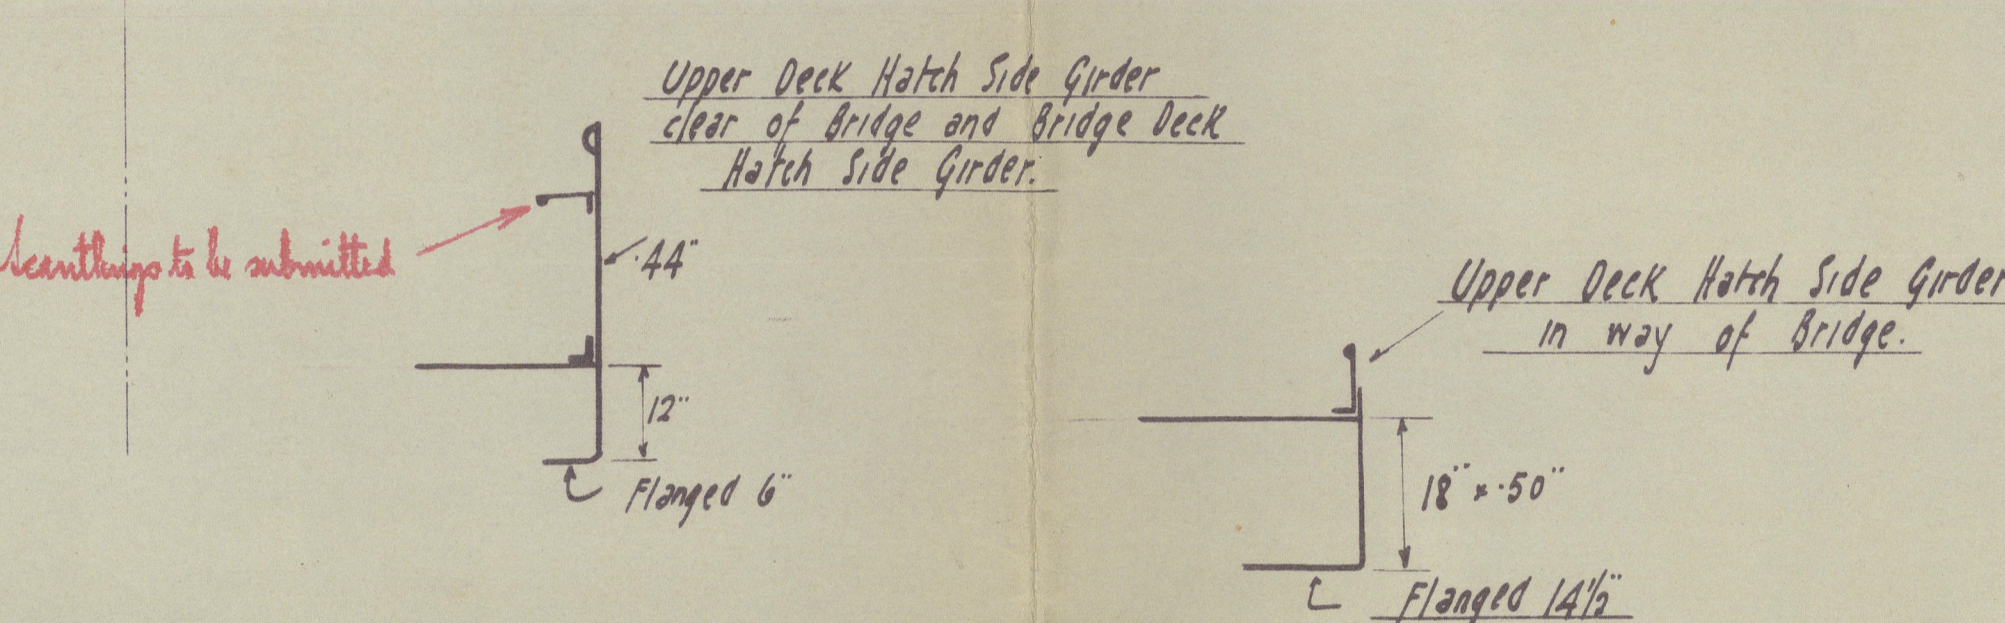 Upper Deck Hatch Side Girder
clear of Bridge and Bridge Deck
Hatch Side Girder.
Scantlings to be submitted
.44"
12"
Flanged 6"
Upper Deck Hatch Side Girder
in way of Bridge.
18" x .50"
Flanged 14½"